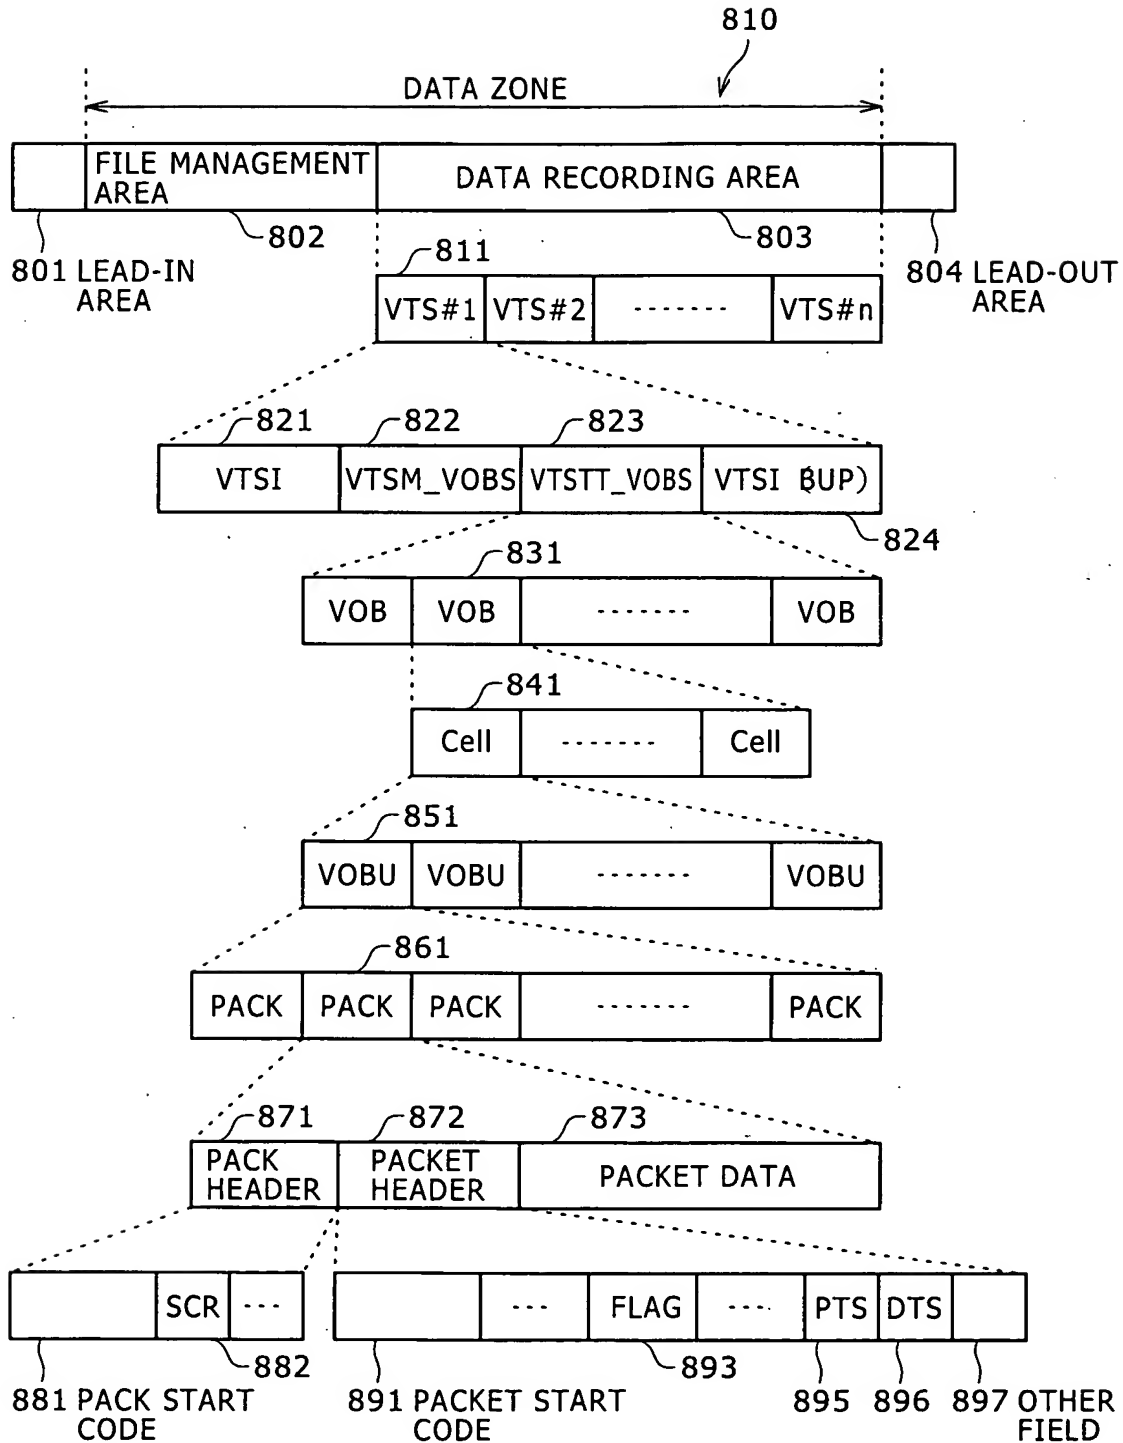 810
DATA ZONE
FILE MANAGEMENT
AREA
DATA RECORDING AREA
802
803
801 LEAD-IN
AREA
811
804 LEAD-OUT
AREA
VTS#1
VTS#2
-------
VTS#n
821
822
823
VTSI
VTSM_VOBS
VTSTT_VOBS
VTSI (BUP)
824
831
VOB
VOB
-------
VOB
841
Cell
-------
Cell
851
VOBU
VOBU
-------
VOBU
861
PACK
PACK
PACK
-------
PACK
871
872
873
PACK
HEADER
PACKET
HEADER
PACKET DATA
SCR
---
---
FLAG
----
PTS
DTS
882
893
881 PACK START
CODE
891 PACKET START
CODE
895
896
897 OTHER
FIELD